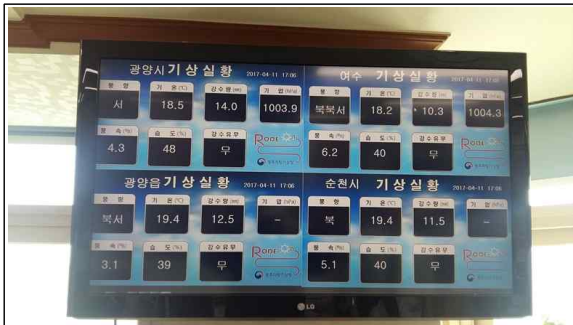 광양시 기상실황 2017-04-11 17:06
풍 향 기 온(℃) 강수량(㎜) 기 압(hPa)
서 18.5 14.0 1003.9
풍 속(㎧) 습 도(%) 강수유무
4.3 48 무
여수 기상실황 2017-04-11 17:06
풍 향 기 온(℃) 강수량(㎜) 기 압(hPa)
북북서 18.2 10.3 1004.3
풍 속(㎧) 습 도(%) 강수유무
6.2 40 무
광양읍 기상실황 2017-04-11 17:06
풍 향 기 온(℃) 강수량(㎜) 기 압(hPa)
북서 19.4 12.5 -
풍 속(㎧) 습 도(%) 강수유무
3.1 39 무
순천시 기상실황 2017-04-11 17:06
풍 향 기 온(℃) 강수량(㎜) 기 압(hPa)
북 19.4 11.5 -
풍 속(㎧) 습 도(%) 강수유무
5.1 40 무
LG